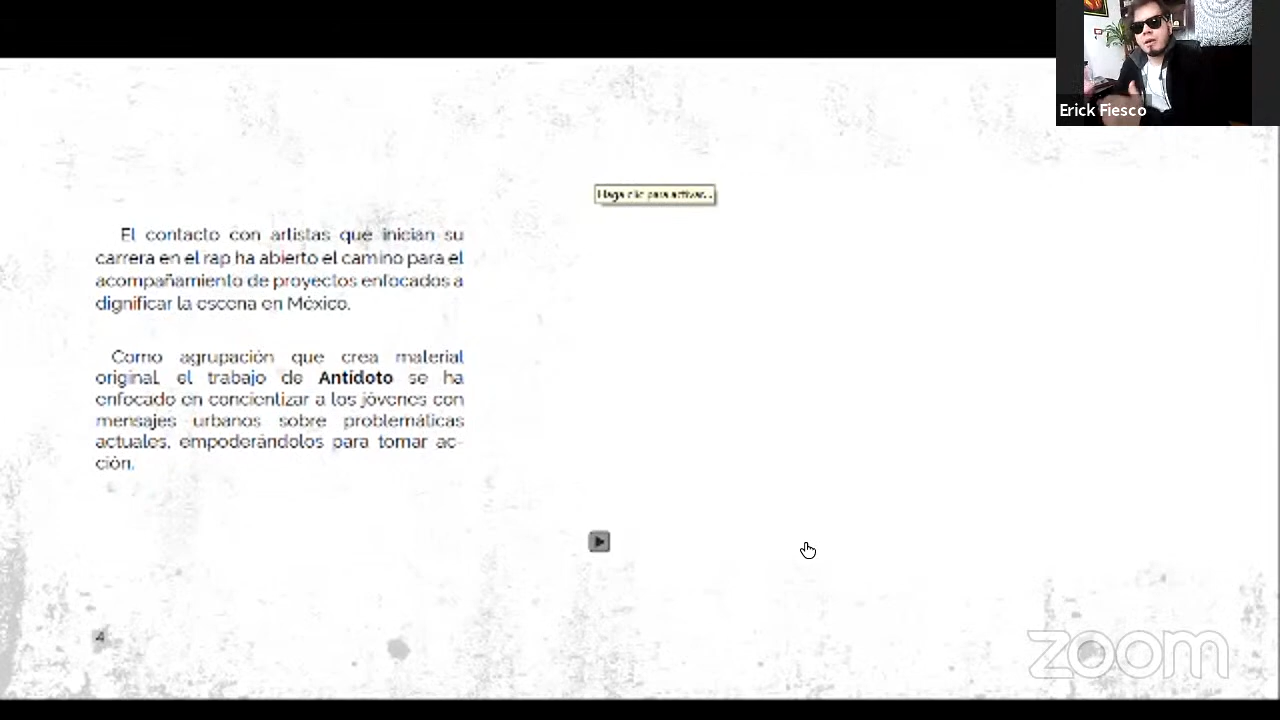 Erick Fiesco
Haga clic para activar...
El contacto con artistas que inician su
carrera en el rap ha abierto el camino para el
acompañamiento de proyectos enfocados a
dignificar la escena en México.
Como agrupación que crea material
original, el trabajo de Antídoto se ha
enfocado en concientizar a los jóvenes con
mensajes urbanos sobre problemáticas
actuales, empoderándolos para tomar ac-
ción.
4
zoom